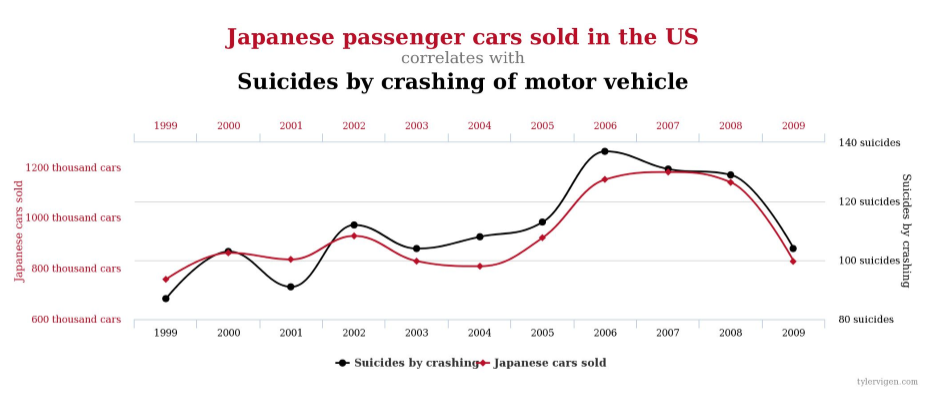 Japanese passenger cars sold in the US
correlates with
Suicides by crashing of motor vehicle
1999 2000 2001 2002 2003 2004 2005 2006 2007 2008 2009
140 suicides
1200 thousand cars
120 suicides
1000 thousand cars
100 suicides
800 thousand cars
600 thousand cars
80 suicides
Japanese cars sold
Suicides by crashing
1999 2000 2001 2002 2003 2004 2005 2006 2007 2008 2009
Suicides by crashing Japanese cars sold
tylervigen.com